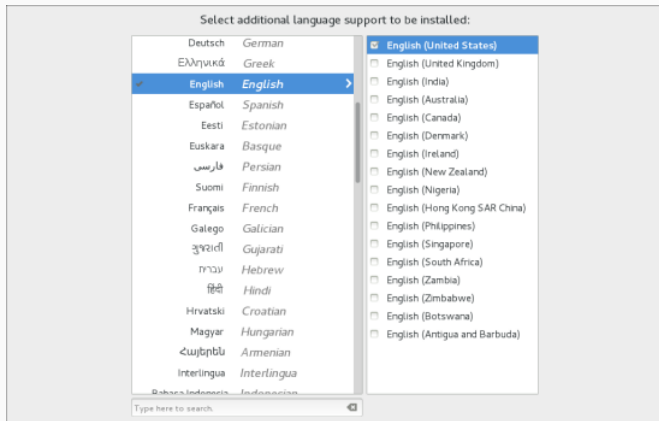 Select additional language support to be installed:
Deutsch German
Ελληνικά Greek
English English
Español Spanish
Eesti Estonian
Euskara Basque
فارسی Persian
Suomi Finnish
Français French
Galego Galician
ગુજરાતી Gujarati
עברית Hebrew
हिंदी Hindi
Hrvatski Croatian
Magyar Hungarian
Հայերեն Armenian
Interlingua Interlingua
Bahasa Indonesia Indonesian
Type here to search.
English (United States)
English (United Kingdom)
English (India)
English (Australia)
English (Canada)
English (Denmark)
English (Ireland)
English (New Zealand)
English (Nigeria)
English (Hong Kong SAR China)
English (Philippines)
English (Singapore)
English (South Africa)
English (Zambia)
English (Zimbabwe)
English (Botswana)
English (Antigua and Barbuda)